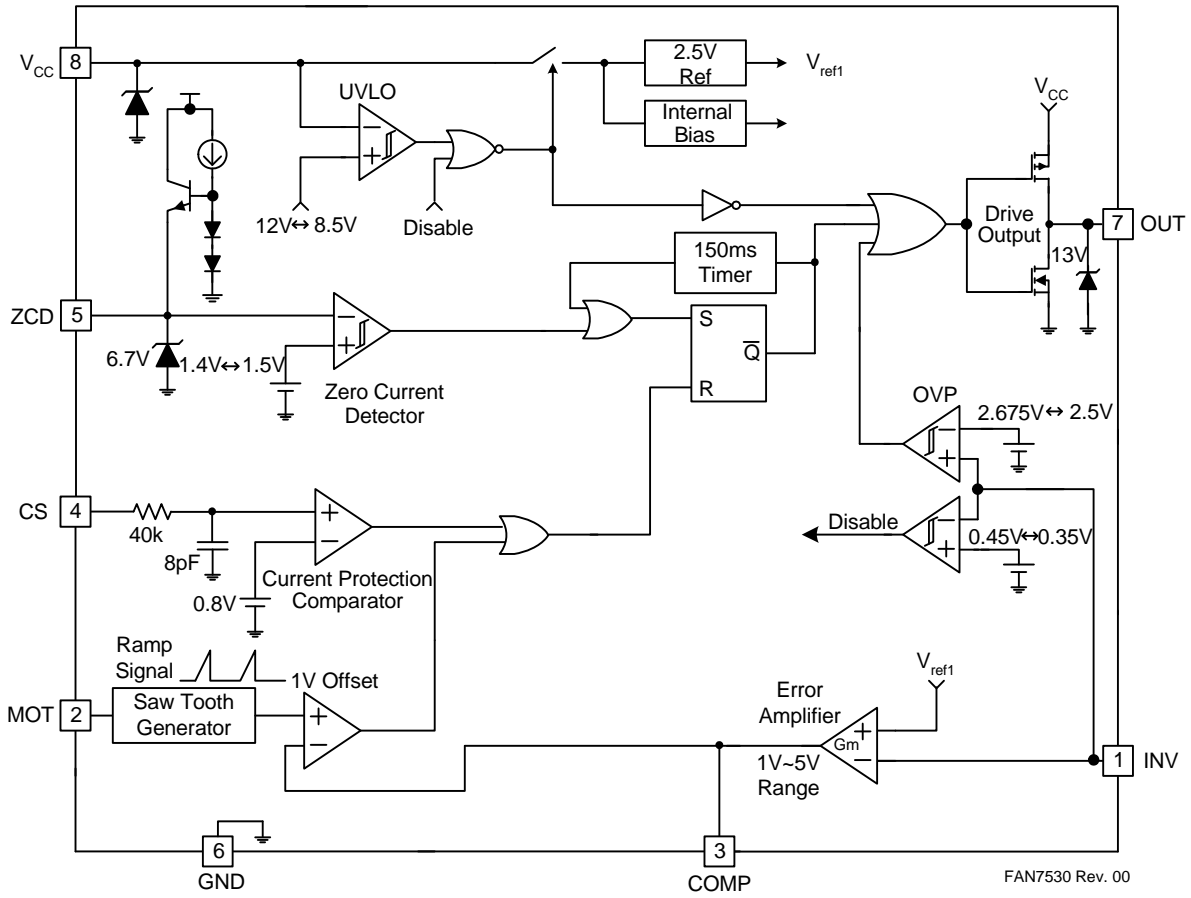 VCC
8
2.5V
Ref
Vref1
Internal
Bias
UVLO
−
+
12V↔8.5V
Disable
VCC
Drive
Output
7
OUT
13V
150ms
Timer
ZCD
5
6.7V
1.4V↔1.5V
−
+
Zero Current
Detector
S
Q̅
R
OVP
2.675V↔ 2.5V
−
+
CS
4
40k
8pF
+
−
0.8V
Current Protection
Comparator
Disable
−
+
0.45V↔0.35V
Ramp
Signal
1V Offset
MOT
2
Saw Tooth
Generator
+
−
Error
Amplifier
Vref1
Gm
+
−
1V~5V
Range
1
INV
6
GND
3
COMP
FAN7530 Rev. 00